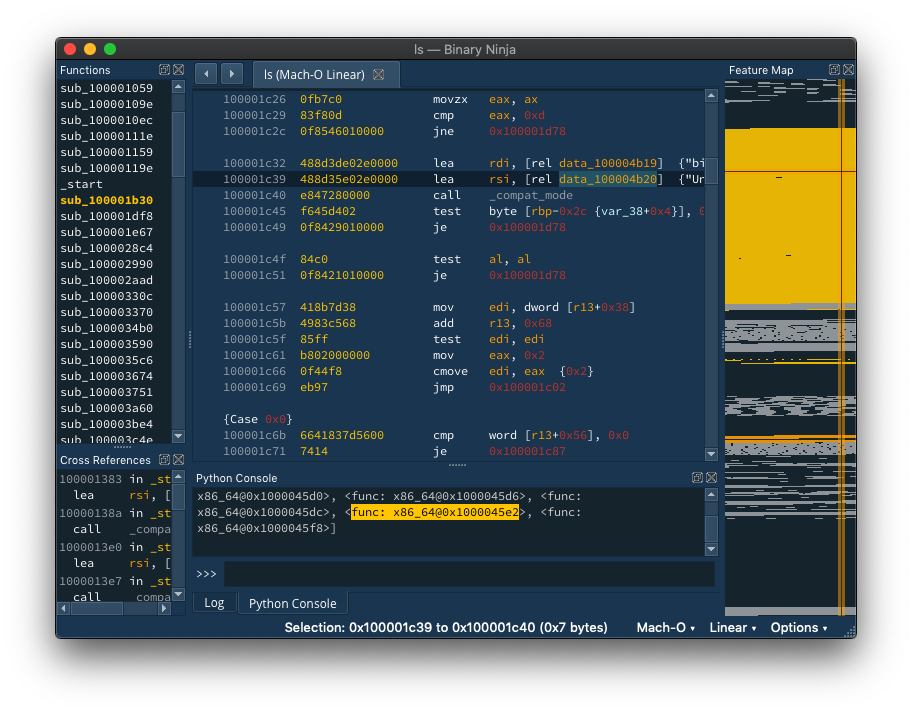 ls — Binary Ninja
Functions
sub_100001059
sub_10000109e
sub_1000010ec
sub_10000111e
sub_100001159
sub_10000119e
_start
sub_100001b30
sub_100001df8
sub_100001e67
sub_1000028c4
sub_100002990
sub_100002aad
sub_10000330c
sub_100003370
sub_1000034b0
sub_100003590
sub_1000035c6
sub_100003674
sub_100003751
sub_100003a60
sub_100003be4
sub_100003c4e
Cross References
100001383 in _st
lea rsi, [
10000138a in _st
call _compa
1000013e0 in _st
lea rsi, [
1000013e7 in _st
call _compa
ls (Mach-O Linear)
100001c26 0fb7c0 movzx eax, ax
100001c29 83f80d cmp eax, 0xd
100001c2c 0f8546010000 jne 0x100001d78
100001c32 488d3de02e0000 lea rdi, [rel data_100004b19] {"bi
100001c39 488d35e02e0000 lea rsi, [rel data_100004b20] {"Un
100001c40 e847280000 call _compat_mode
100001c45 f645d402 test byte [rbp-0x2c {var_38+0x4}], 0
100001c49 0f8429010000 je 0x100001d78
100001c4f 84c0 test al, al
100001c51 0f8421010000 je 0x100001d78
100001c57 418b7d38 mov edi, dword [r13+0x38]
100001c5b 4983c568 add r13, 0x68
100001c5f 85ff test edi, edi
100001c61 b802000000 mov eax, 0x2
100001c66 0f44f8 cmove edi, eax {0x2}
100001c69 eb97 jmp 0x100001c02
{Case 0x0}
100001c6b 6641837d5600 cmp word [r13+0x56], 0x0
100001c71 7414 je 0x100001c87
Python Console
x86_64@0x1000045d0>, <func: x86_64@0x1000045d6>, <func:
x86_64@0x1000045dc>, <func: x86_64@0x1000045e2>, <func:
x86_64@0x1000045f8>]
>>>
Log Python Console
Feature Map
Selection: 0x100001c39 to 0x100001c40 (0x7 bytes) Mach-O Linear Options